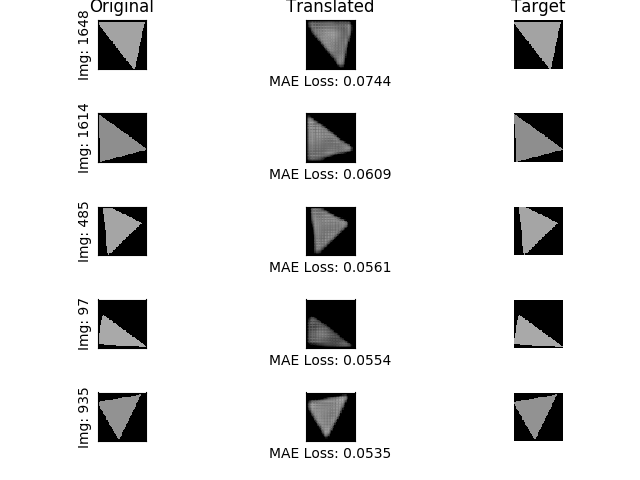 Original Translated Target
Img: 1648
MAE Loss: 0.0744
Img: 1614
MAE Loss: 0.0609
Img: 485
MAE Loss: 0.0561
Img: 97
MAE Loss: 0.0554
Img: 935
MAE Loss: 0.0535